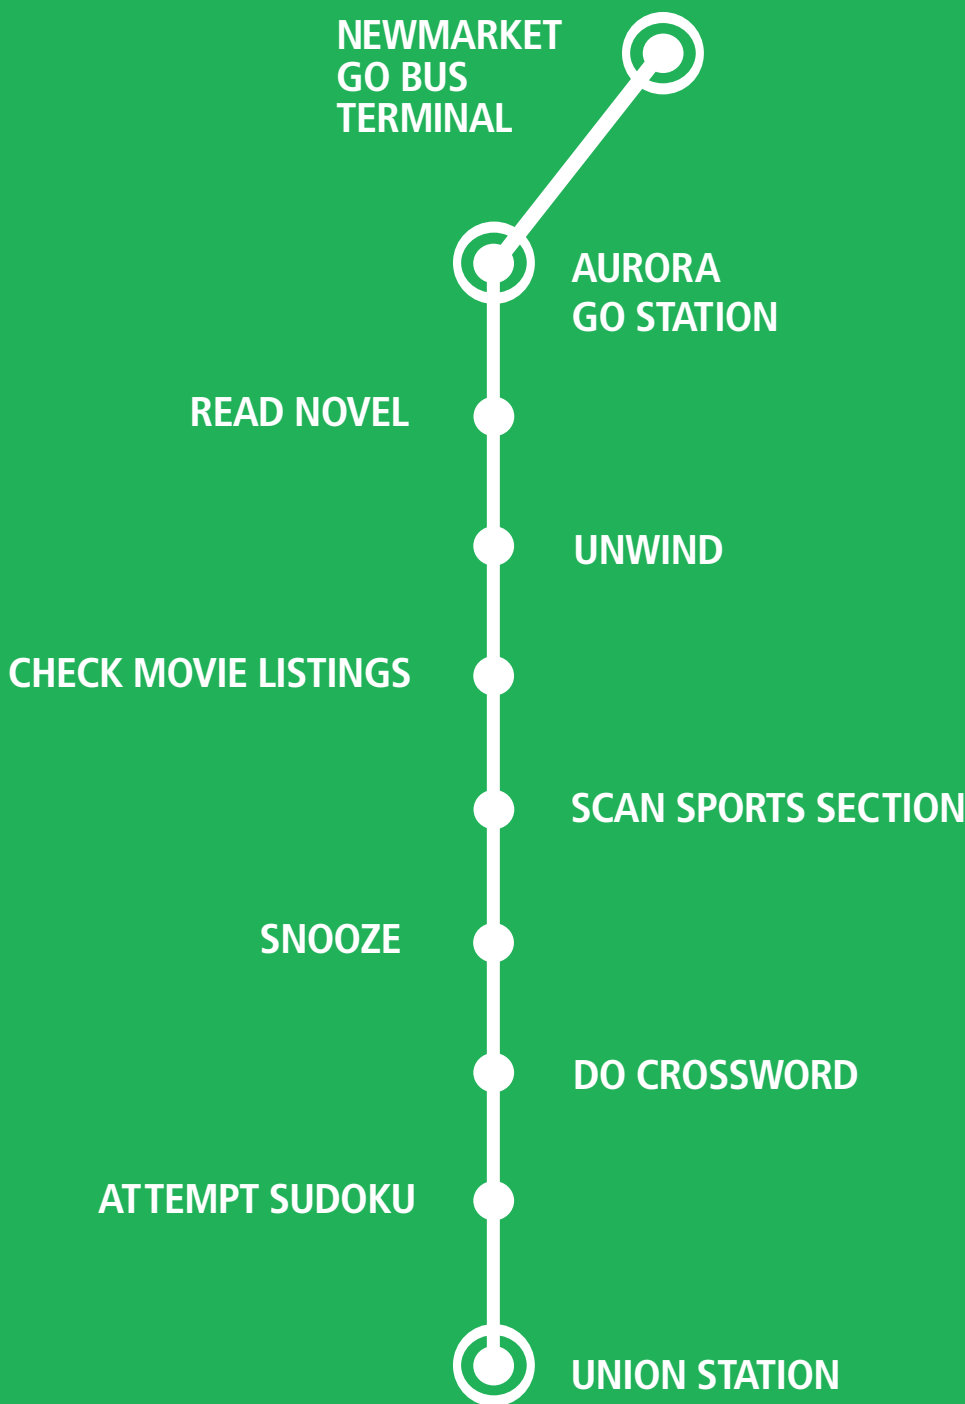 NEWMARKET
GO BUS
TERMINAL
AURORA
GO STATION
READ NOVEL
UNWIND
CHECK MOVIE LISTINGS
SCAN SPORTS SECTION
SNOOZE
DO CROSSWORD
ATTEMPT SUDOKU
UNION STATION